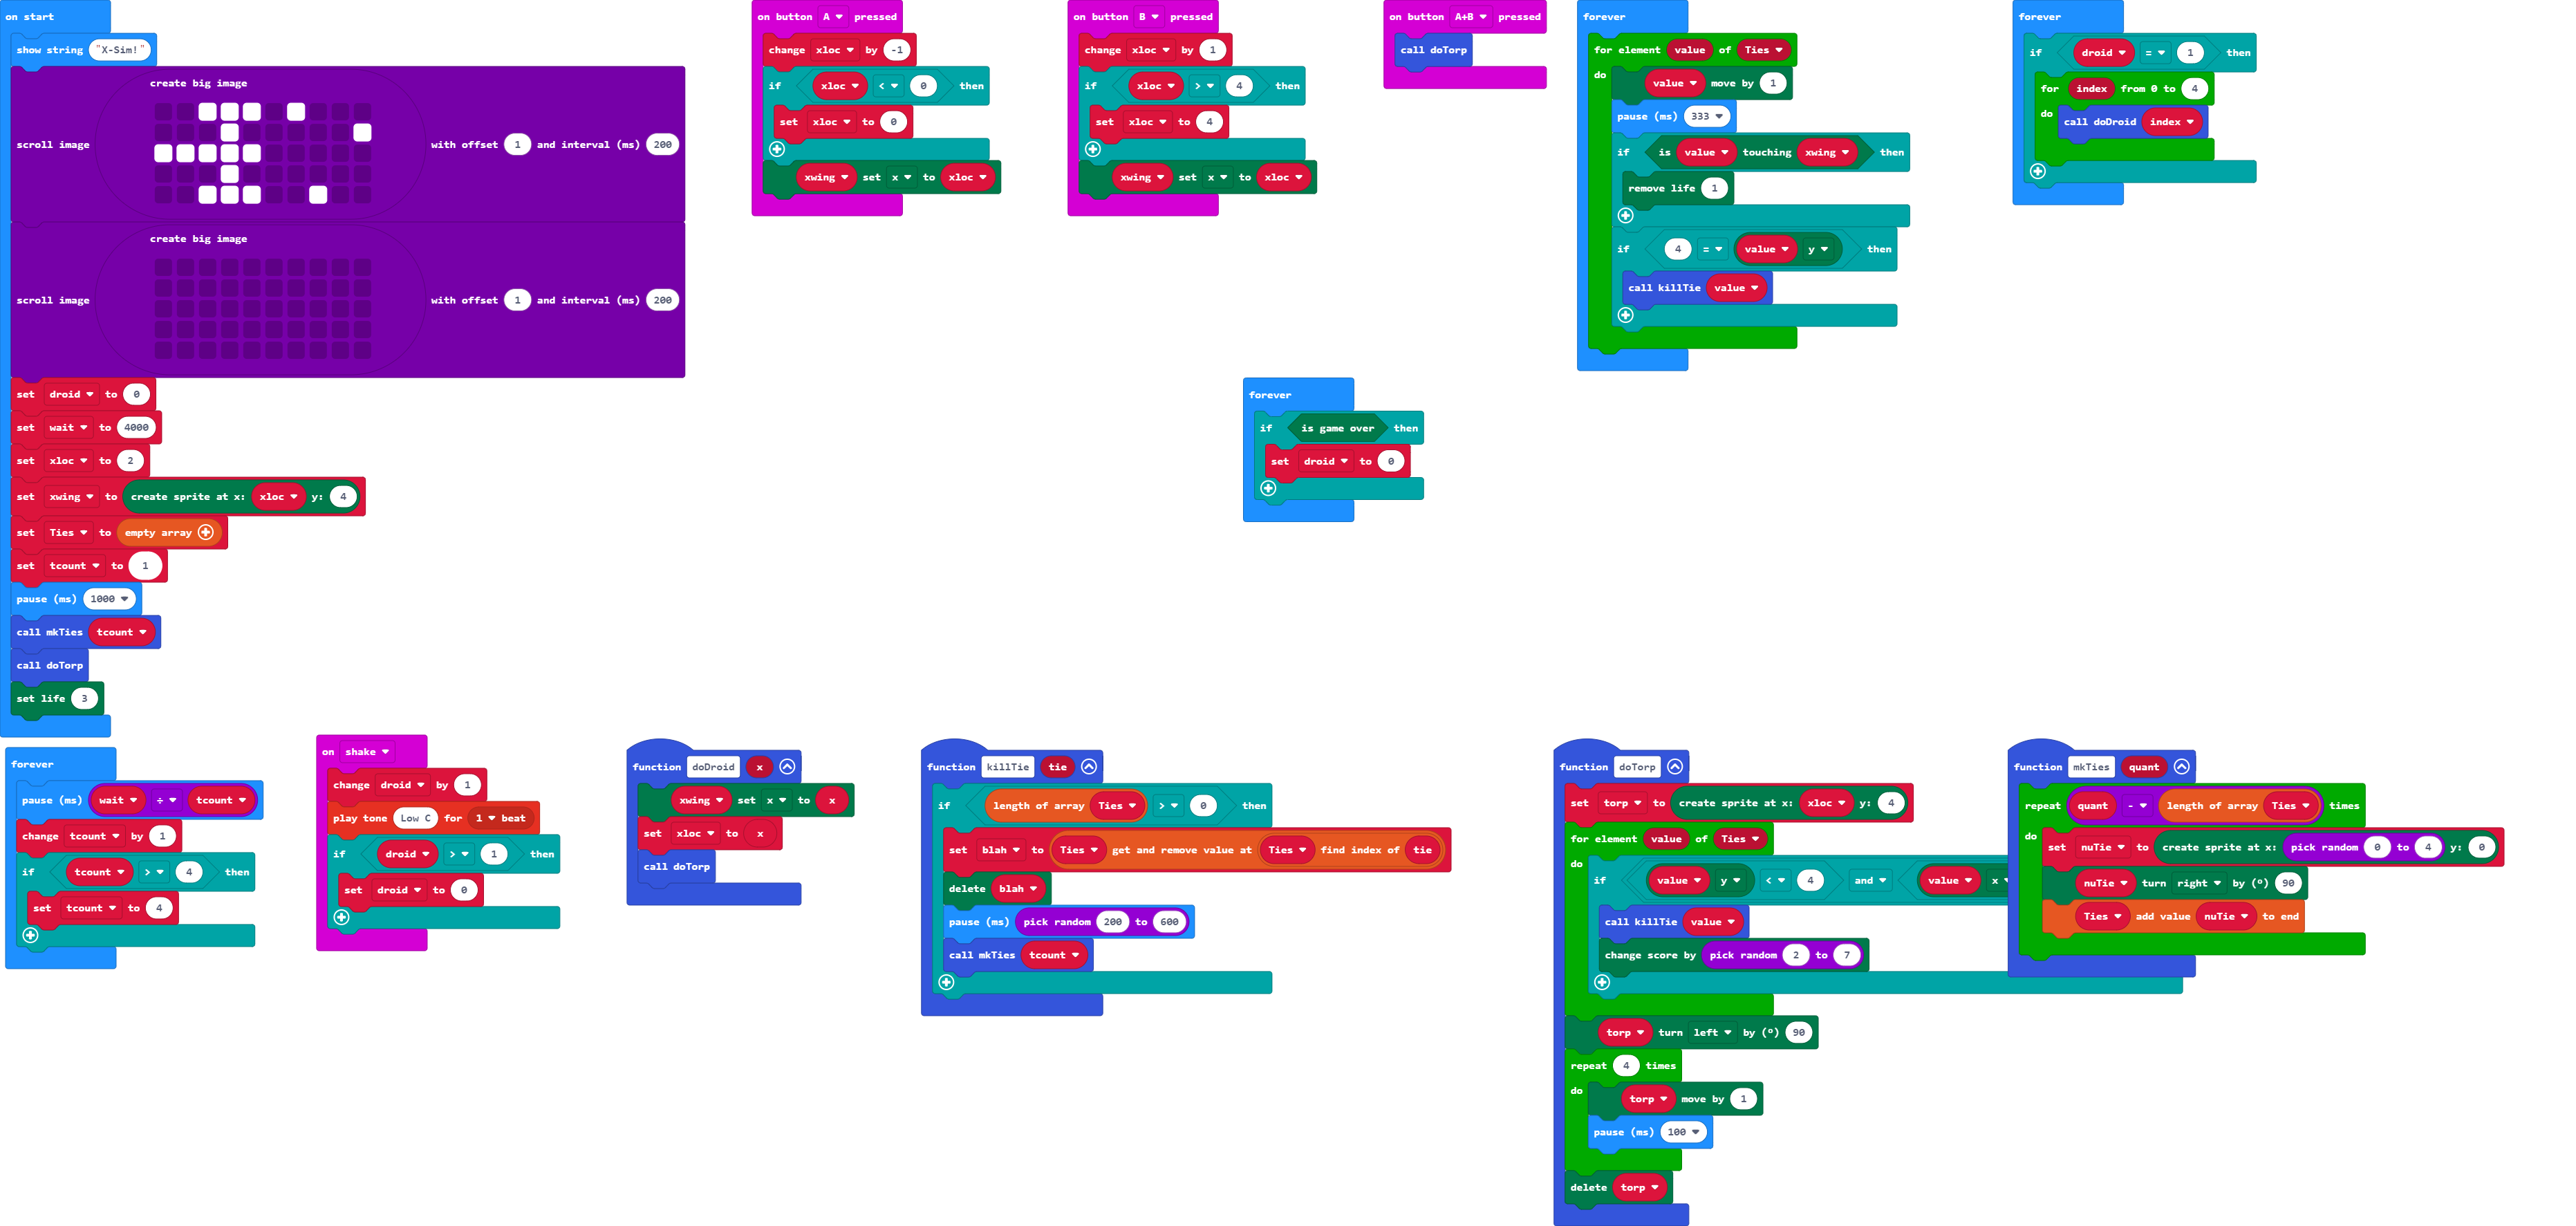 on start
show string "X-Sim!"
create big image
scroll image with offset 1 and interval (ms) 200
create big image
scroll image with offset 1 and interval (ms) 200
set droid to 0
set wait to 4000
set xloc to 2
set xwing to create sprite at x: xloc y: 4
set Ties to empty array
set tcount to 1
pause (ms) 1000
call mkTies tcount
call doTorp
set life 3
on button A pressed
change xloc by -1
if xloc < 0 then
set xloc to 0
xwing set x to xloc
on button B pressed
change xloc by 1
if xloc > 4 then
set xloc to 4
xwing set x to xloc
on button A+B pressed
call doTorp
forever
for element value of Ties
do value move by 1
pause (ms) 333
if is value touching xwing then
remove life 1
if 4 = value y then
call killTie value
forever
if droid = 1 then
for index from 0 to 4
do call doDroid index
forever
if is game over then
set droid to 0
forever
pause (ms) wait ÷ tcount
change tcount by 1
if tcount > 4 then
set tcount to 4
on shake
change droid by 1
play tone Low C for 1 beat
if droid > 1 then
set droid to 0
function doDroid x
xwing set x to x
set xloc to x
call doTorp
function killTie tie
if length of array Ties > 0 then
set blah to Ties get and remove value at Ties find index of tie
delete blah
pause (ms) pick random 200 to 600
call mkTies tcount
function doTorp
set torp to create sprite at x: xloc y: 4
for element value of Ties
do
if value y < 4 and value x
call killTie value
change score by pick random 2 to 7
torp turn left by (°) 90
repeat 4 times
do torp move by 1
pause (ms) 100
delete torp
function mkTies quant
repeat quant - length of array Ties times
do set nuTie to create sprite at x: pick random 0 to 4 y: 0
nuTie turn right by (°) 90
Ties add value nuTie to end